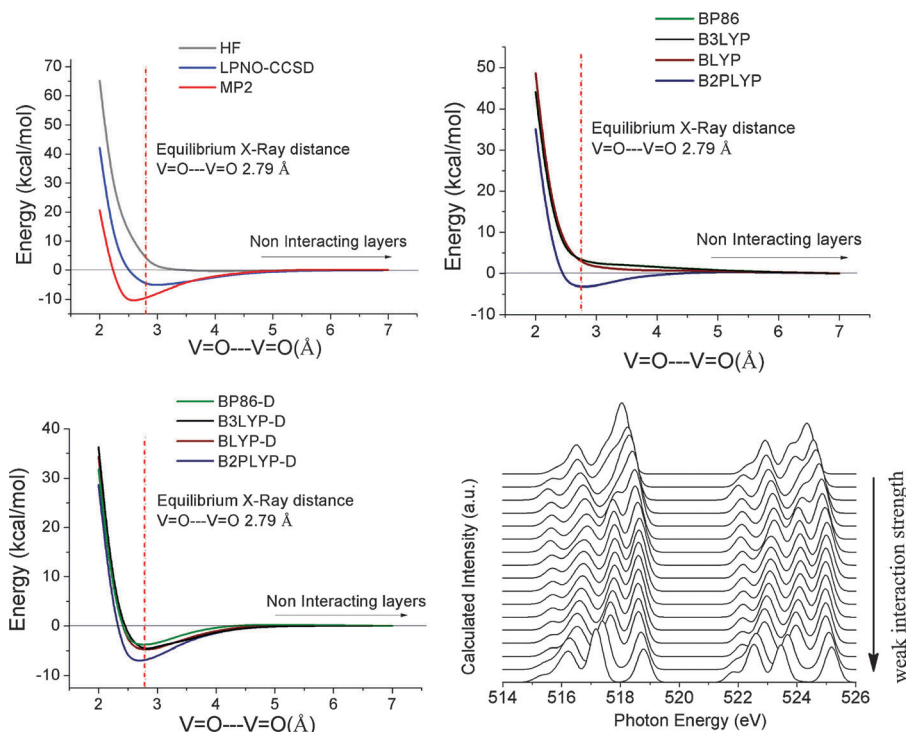 HF
LPNO-CCSD
MP2
70
60
50
40
30
20
10
0
-10
Energy (kcal/mol)
Equilibrium X-Ray distance
V=O---V=O 2.79 Å
Non Interacting layers
2 3 4 5 6 7
V=O---V=O(Å)
BP86
B3LYP
BLYP
B2PLYP
50
40
30
20
10
0
-10
Energy (kcal/mol)
Equilibrium X-Ray distance
V=O---V=O 2.79 Å
Non Interacting layers
2 3 4 5 6 7
V=O---V=O(Å)
BP86-D
B3LYP-D
BLYP-D
B2PLYP-D
40
30
20
10
0
-10
Energy (kcal/mol)
Equilibrium X-Ray distance
V=O---V=O 2.79 Å
Non Interacting layers
2 3 4 5 6 7
V=O---V=O(Å)
Calculated Intensity (a.u.)
weak interaction strength
514 516 518 520 522 524 526
Photon Energy (eV)